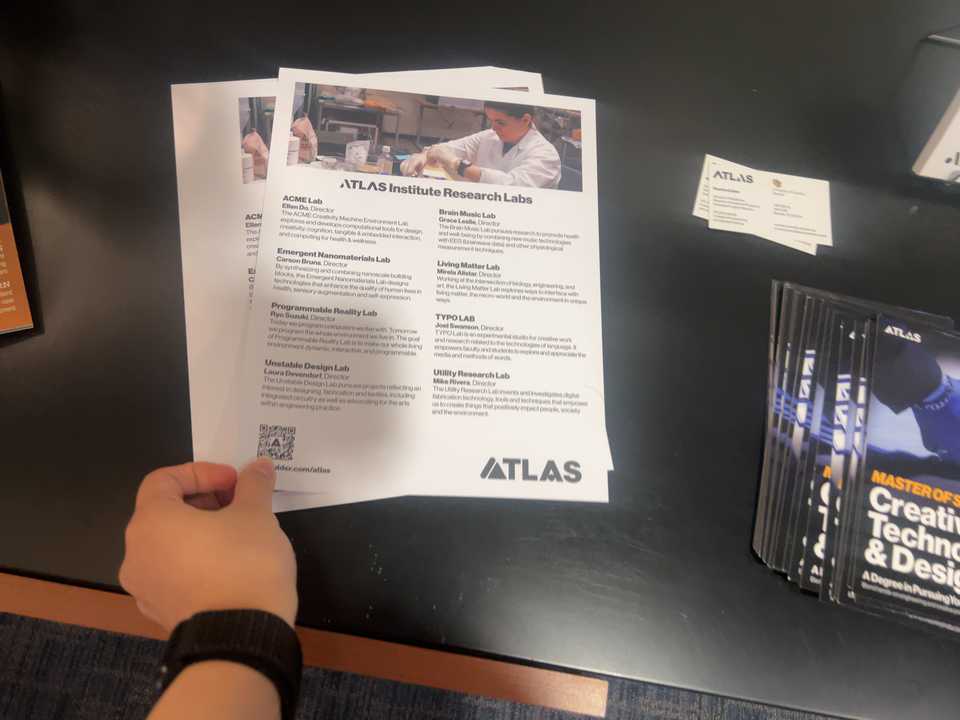 ATLAS Institute Research Labs
ACME Lab
Ellen Do, Director
The ACME Creativity Machine Environment Lab
explores and develops computational tools for design,
creativity, cognition, tangible & embedded interaction,
and computing for health & wellness.
Emergent Nanomaterials Lab
Carson Bruns, Director
By synthesizing and combining nanoscale building
blocks, the Emergent Nanomaterials Lab designs
technologies that enhance the quality of human lives in
health, sensory augmentation and self-expression.
Programmable Reality Lab
Ryo Suzuki, Director
Today we program computers we live with. Tomorrow
we program the whole environment we live in. The goal
of Programmable Reality Lab is to make our whole living
environment dynamic, interactive, and programmable.
Unstable Design Lab
Laura Devendorf, Director
The Unstable Design Lab pursues projects reflecting an
interest in designing, fabrication and textiles, including
integrated circuitry as well as advocating for the arts
within engineering practice.
Brain Music Lab
Grace Leslie, Director
The Brain Music Lab pursues research to promote health
and well-being by combining new music technologies
with EEG (brainwave data) and other physiological
measurement techniques.
Living Matter Lab
Mirela Alistar, Director
Working at the intersection of biology, engineering, and
art, the Living Matter Lab explores ways to interface with
living matter, the micro-world and the environment in unique
ways.
TYPO LAB
Joel Swanson, Director
TYPO Lab is an experimental studio for creative work
and research related to the technologies of language. It
empowers faculty and students to explore and appreciate the
media and methods of words.
Utility Research Lab
Mike Rivera, Director
The Utility Research Lab invents and investigates digital
fabrication technology, tools and techniques that empower
us to create things that positively impact people, society
and the environment.
ATLAS
ACM
Ellen
ATLAS
ATLAS
MASTER OF S
Creativ
Techno
& Desig
A Degree in Pursuing Yo